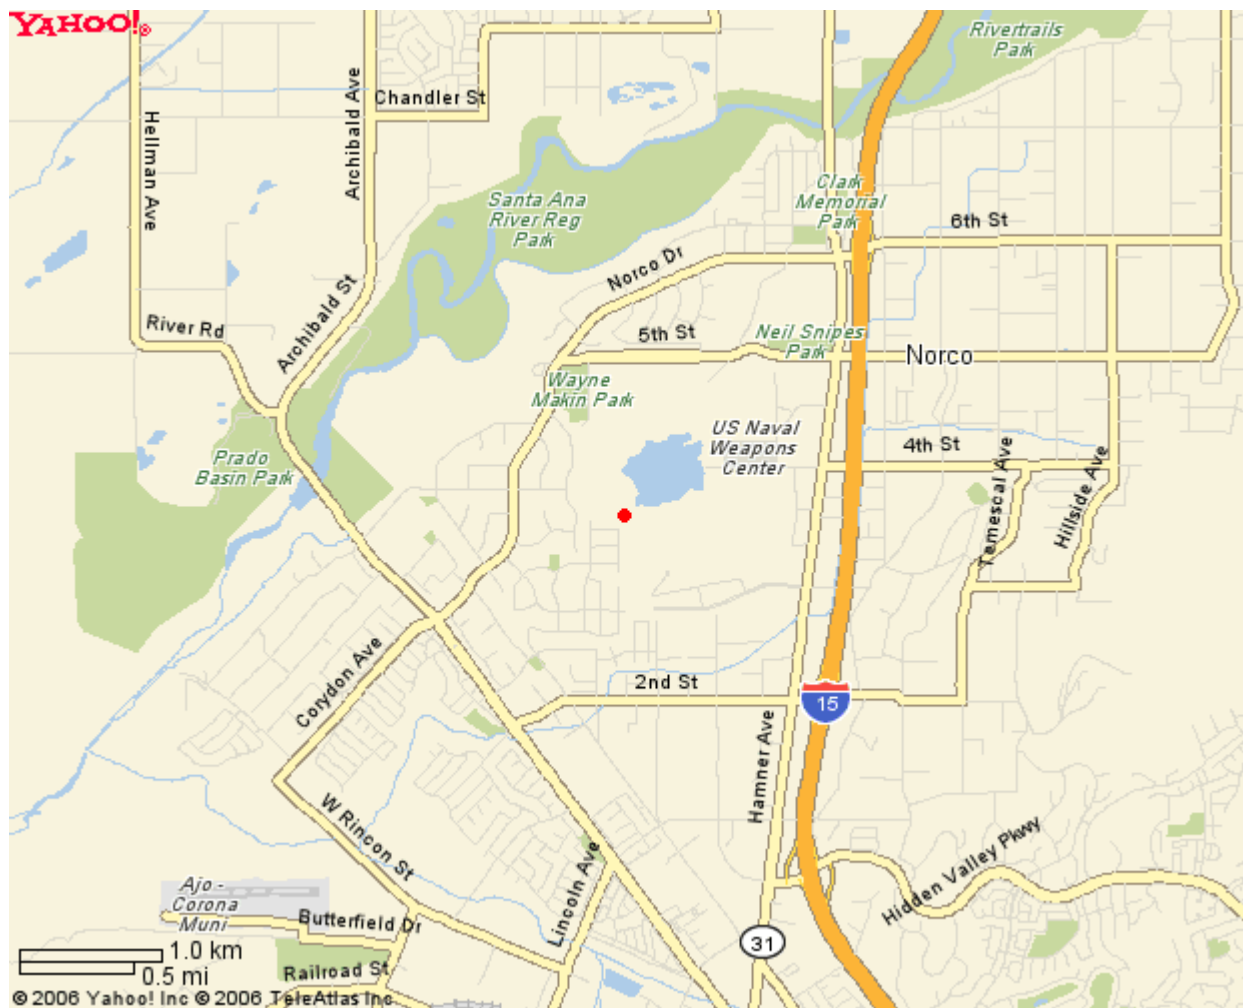 YAHOO!®
Rivertrails
Park
Chandler St
Archibald Ave
Hellman Ave
Clark
Memorial
Park
Santa Ana
River Reg
Park
6th St
Norco Dr
Archibald St
River Rd
5th St
Neil Snipes
Park
Norco
Wayne
Makin Park
US Naval
Weapons
Center
4th St
Prado
Basin Park
Temescal Ave
Hillside Ave
Corydon Ave
2nd St
15
Hamner Ave
W Rincon St
Hidden Valley Pkwy
Lincoln Ave
Ajo -
Corona
Muni
Butterfield Dr
31
1.0 km
0.5 mi
Railroad St
© 2006 Yahoo! Inc © 2006 TeleAtlas Inc